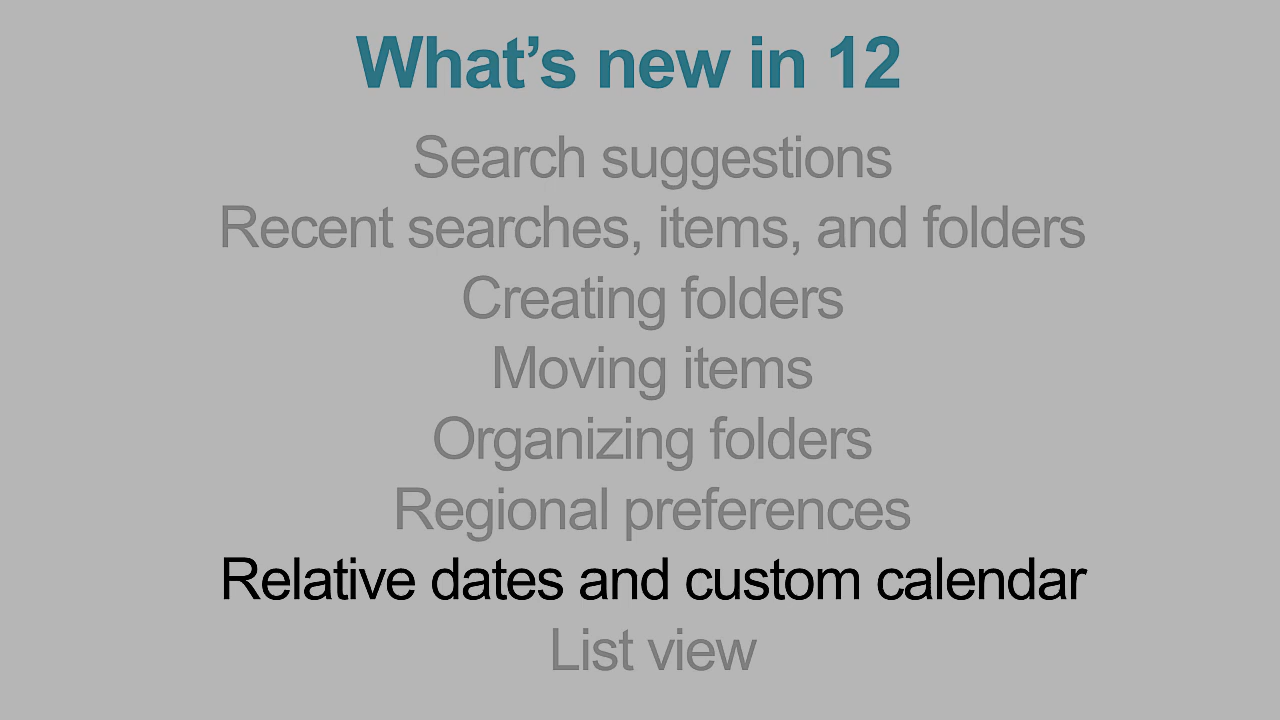 What’s new in 12
Search suggestions
Recent searches, items, and folders
Creating folders
Moving items
Organizing folders
Regional preferences
Relative dates and custom calendar
List view